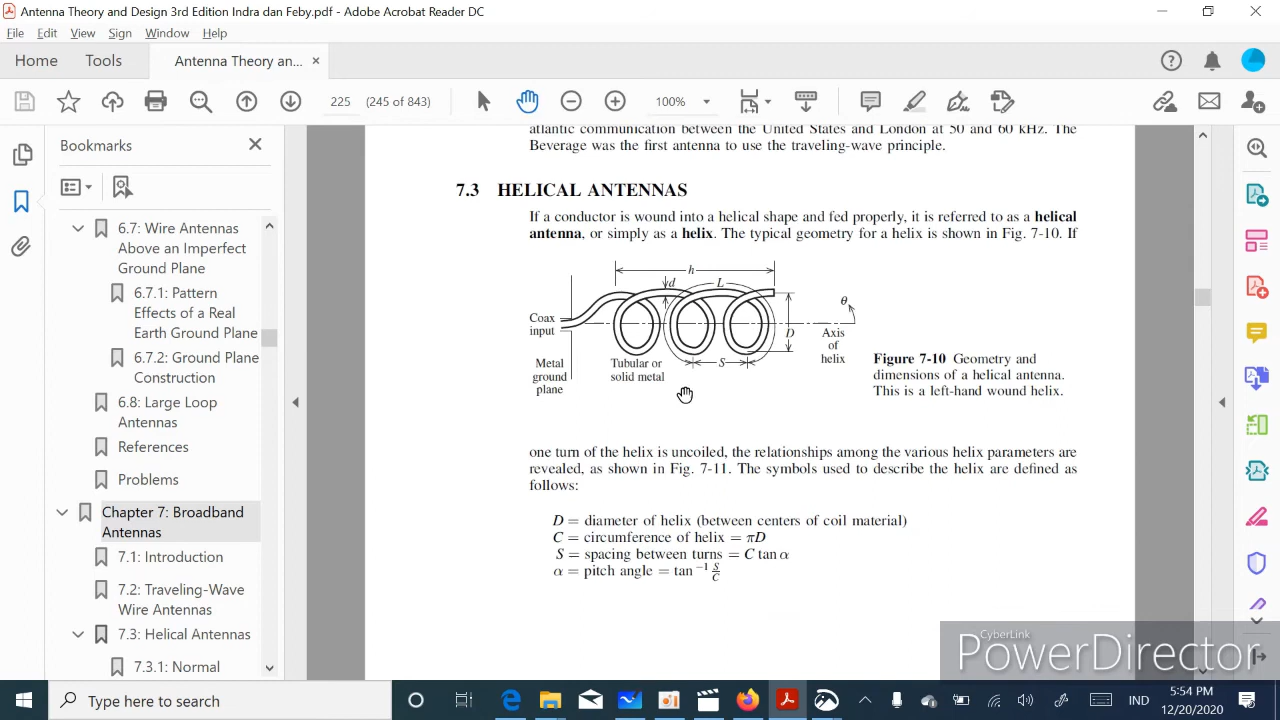 Antenna Theory and Design 3rd Edition Indra dan Feby.pdf - Adobe Acrobat Reader DC
File Edit View Sign Window Help
Home Tools Antenna Theory an... ×
225 (245 of 843) 100%
Bookmarks
6.7: Wire Antennas
Above an Imperfect
Ground Plane
6.7.1: Pattern
Effects of a Real
Earth Ground Plane
6.7.2: Ground Plane
Construction
6.8: Large Loop
Antennas
References
Problems
Chapter 7: Broadband
Antennas
7.1: Introduction
7.2: Traveling-Wave
Wire Antennas
7.3: Helical Antennas
7.3.1: Normal
atlantic communication between the United States and London at 50 and 60 kHz. The
Beverage was the first antenna to use the traveling-wave principle.
7.3 HELICAL ANTENNAS
If a conductor is wound into a helical shape and fed properly, it is referred to as a helical
antenna, or simply as a helix. The typical geometry for a helix is shown in Fig. 7-10. If
h
d
L
θ
Coax
input
D
Axis
of
helix
S
Metal
ground
plane
Tubular or
solid metal
Figure 7-10 Geometry and
dimensions of a helical antenna.
This is a left-hand wound helix.
one turn of the helix is uncoiled, the relationships among the various helix parameters are
revealed, as shown in Fig. 7-11. The symbols used to describe the helix are defined as
follows:
D = diameter of helix (between centers of coil material)
C = circumference of helix = πD
S = spacing between turns = C tan α
α = pitch angle = tan⁻¹ S/C
CyberLink
PowerDirector
Type here to search
IND
5:54 PM
12/20/2020